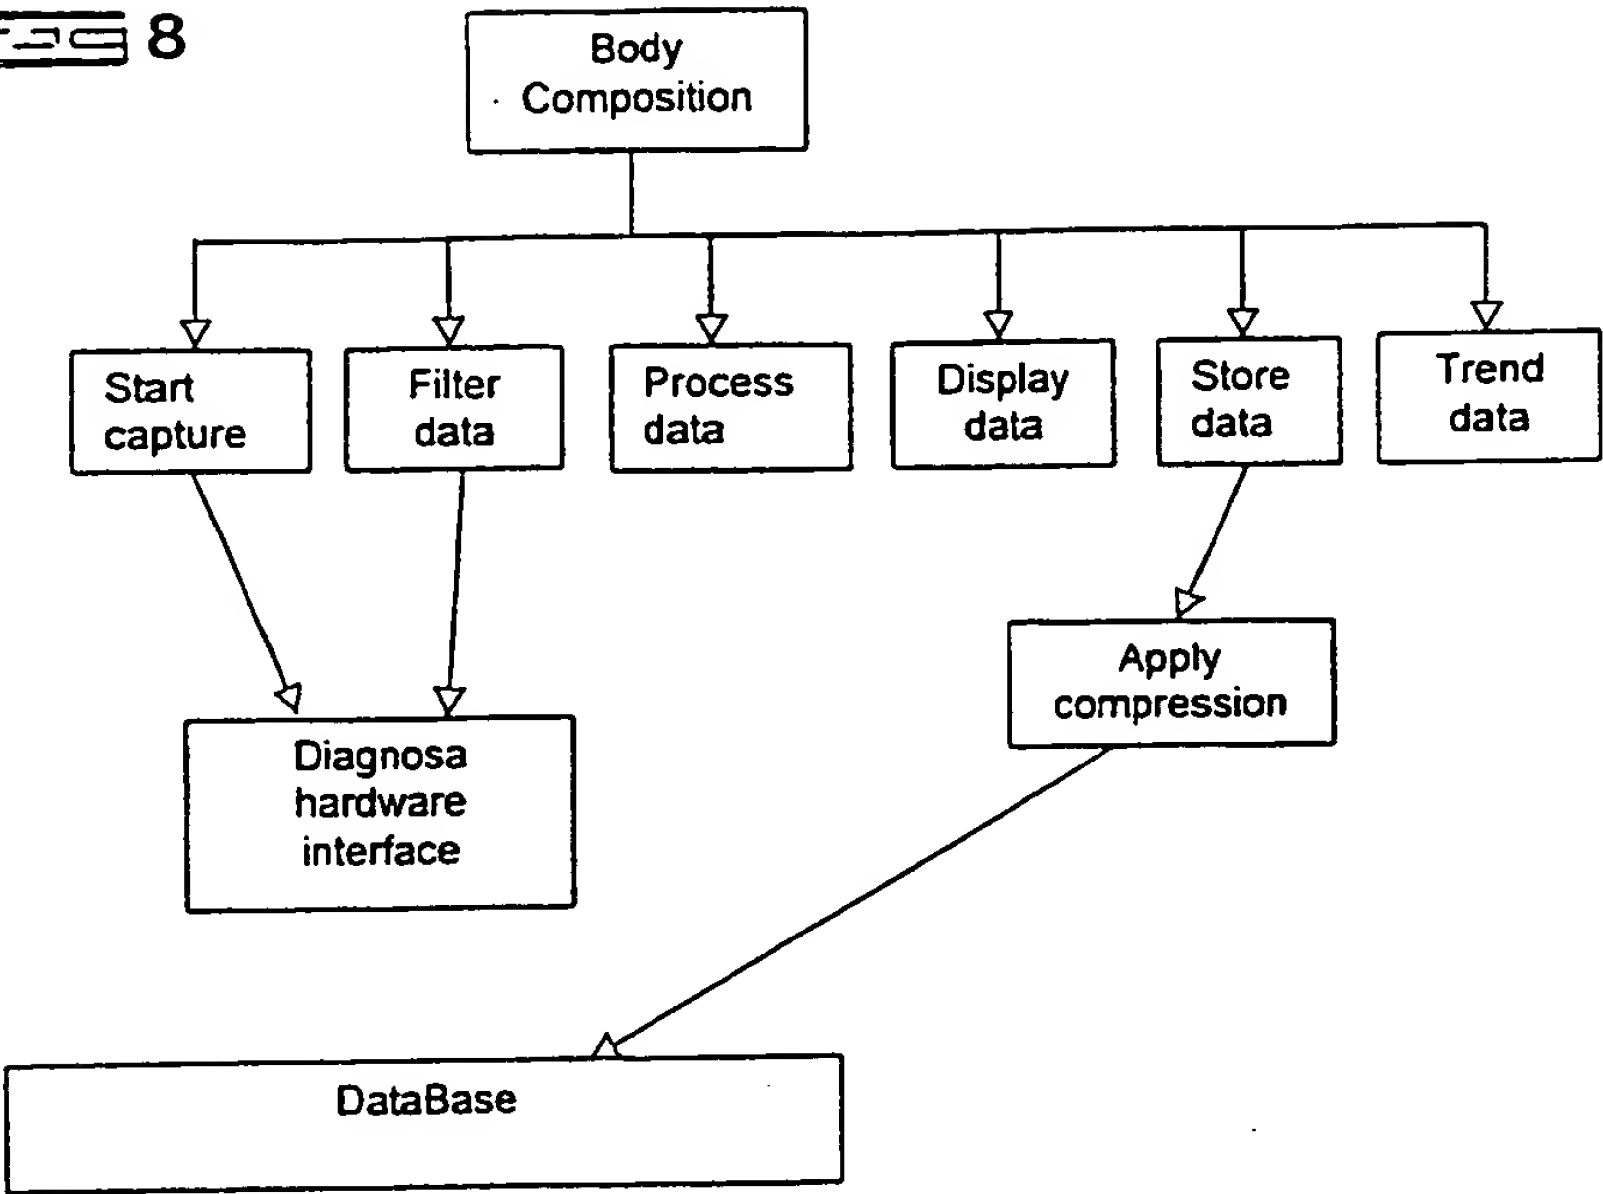 8
Body
Composition
Start
capture
Filter
data
Process
data
Display
data
Store
data
Trend
data
Apply
compression
Diagnosa
hardware
interface
DataBase